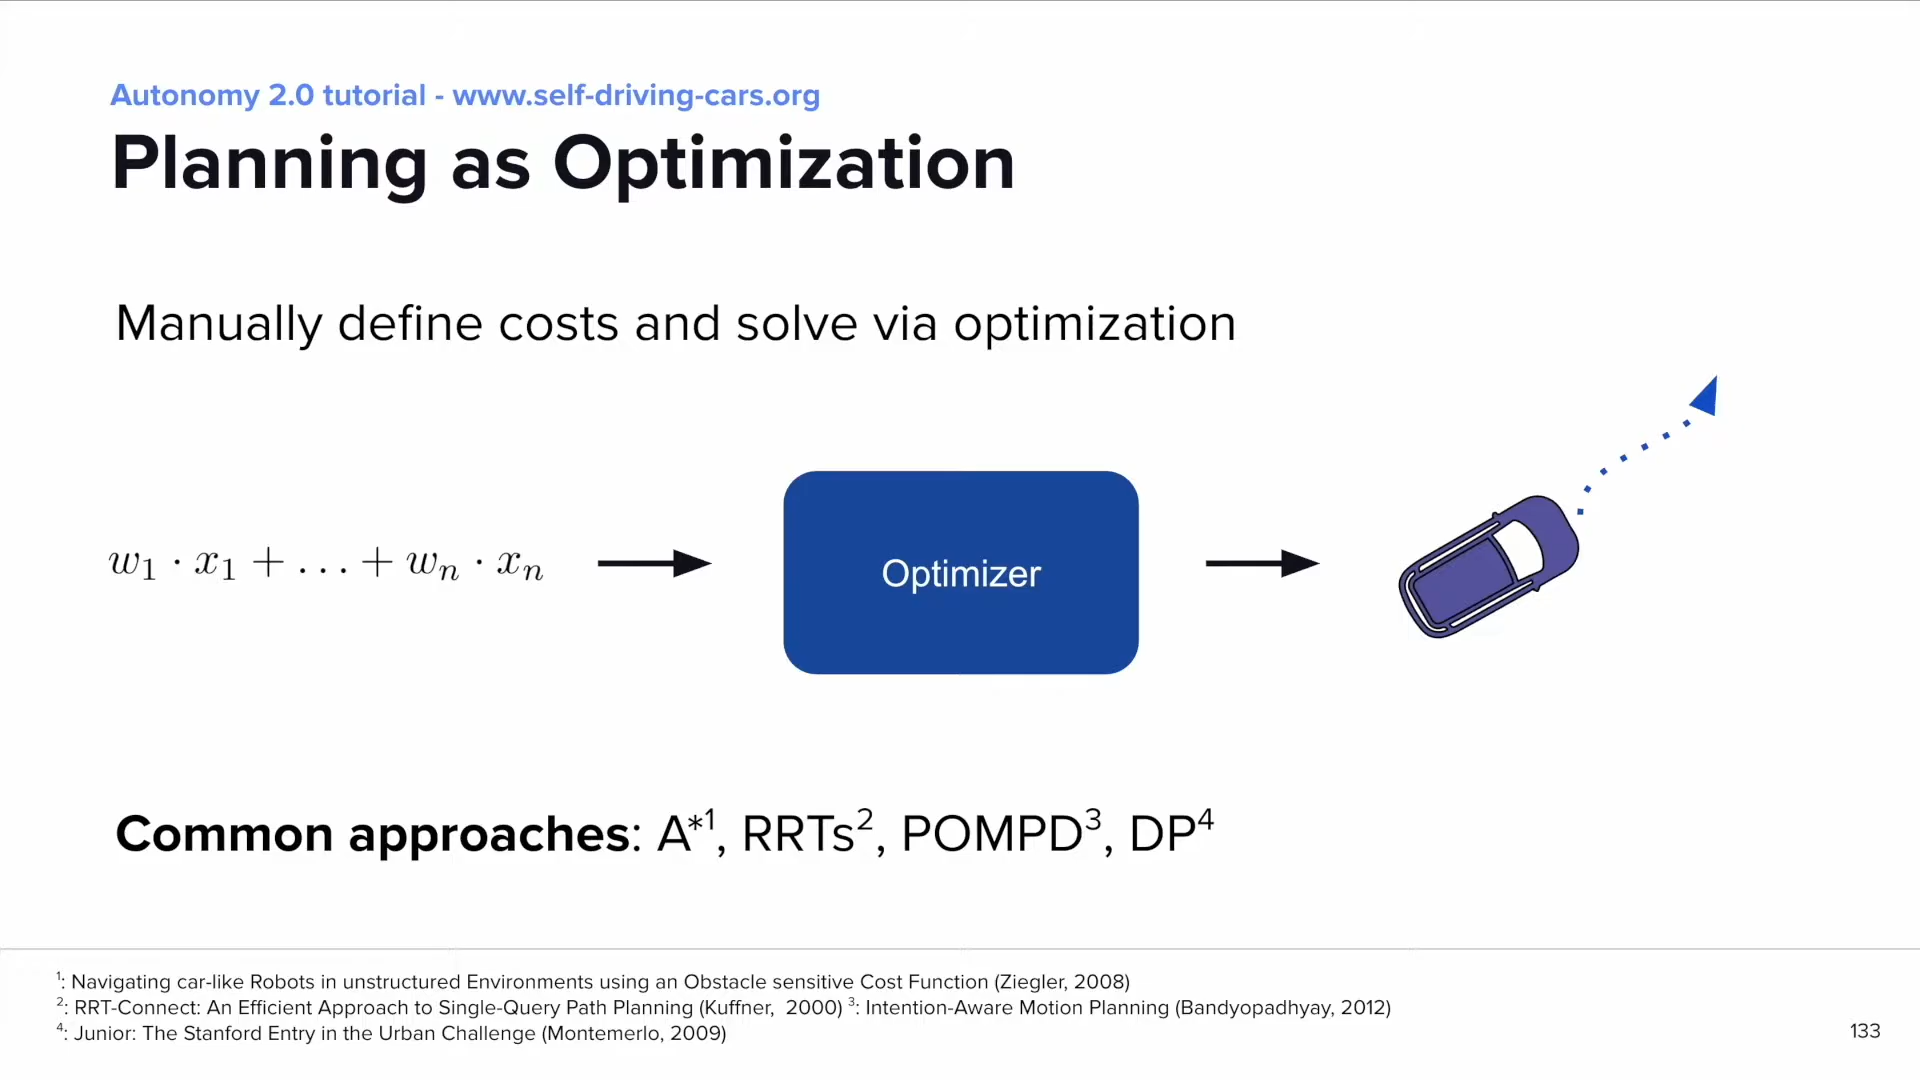 Autonomy 2.0 tutorial - www.self-driving-cars.org
Planning as Optimization
Manually define costs and solve via optimization
w₁ · x₁ + . . . + wₙ · xₙ
Optimizer
Common approaches: A*¹, RRTs², POMPD³, DP⁴
¹: Navigating car-like Robots in unstructured Environments using an Obstacle sensitive Cost Function (Ziegler, 2008)
²: RRT-Connect: An Efficient Approach to Single-Query Path Planning (Kuffner, 2000) ³: Intention-Aware Motion Planning (Bandyopadhyay, 2012)
⁴: Junior: The Stanford Entry in the Urban Challenge (Montemerlo, 2009)
133